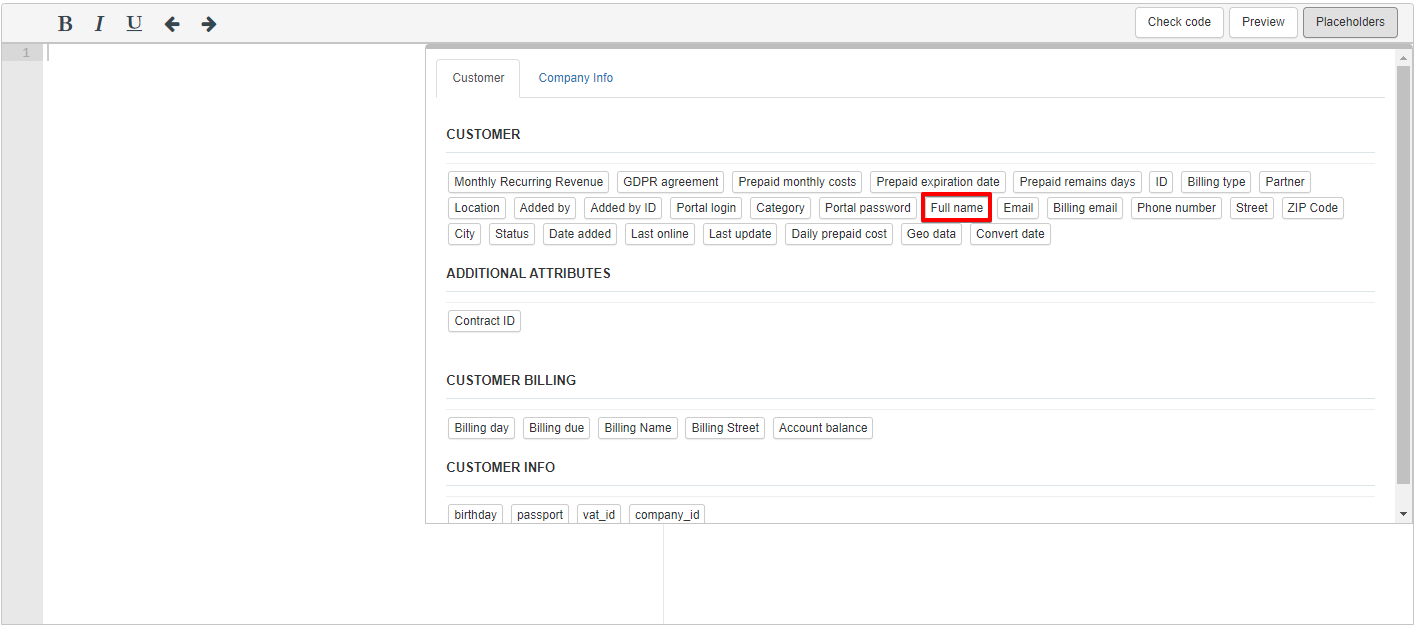 B I U Check code Preview Placeholders
1
Customer Company Info
CUSTOMER
Monthly Recurring Revenue GDPR agreement Prepaid monthly costs Prepaid expiration date Prepaid remains days ID Billing type Partner
Location Added by Added by ID Portal login Category Portal password Full name Email Billing email Phone number Street ZIP Code
City Status Date added Last online Last update Daily prepaid cost Geo data Convert date
ADDITIONAL ATTRIBUTES
Contract ID
CUSTOMER BILLING
Billing day Billing due Billing Name Billing Street Account balance
CUSTOMER INFO
birthday passport vat_id company_id